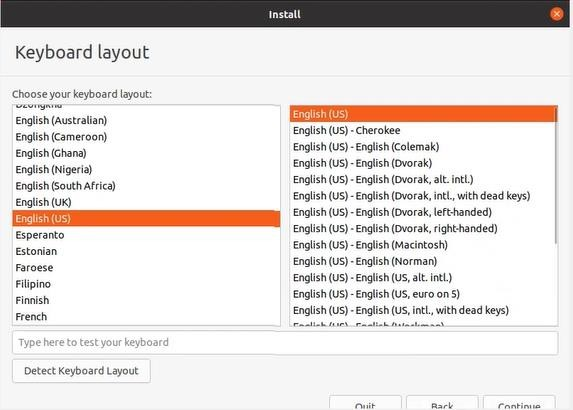 Install
Keyboard layout
Choose your keyboard layout:
Dzongkha
English (Australian)
English (Cameroon)
English (Ghana)
English (Nigeria)
English (South Africa)
English (UK)
English (US)
Esperanto
Estonian
Faroese
Filipino
Finnish
French
English (US)
English (US) - Cherokee
English (US) - English (Colemak)
English (US) - English (Dvorak)
English (US) - English (Dvorak, alt. intl.)
English (US) - English (Dvorak, intl., with dead keys)
English (US) - English (Dvorak, left-handed)
English (US) - English (Dvorak, right-handed)
English (US) - English (Macintosh)
English (US) - English (Norman)
English (US) - English (US, alt. intl.)
English (US) - English (US, euro on 5)
English (US) - English (US, intl., with dead keys)
English (US) - English (Workman)
Type here to test your keyboard
Detect Keyboard Layout
Quit
Back
Continue